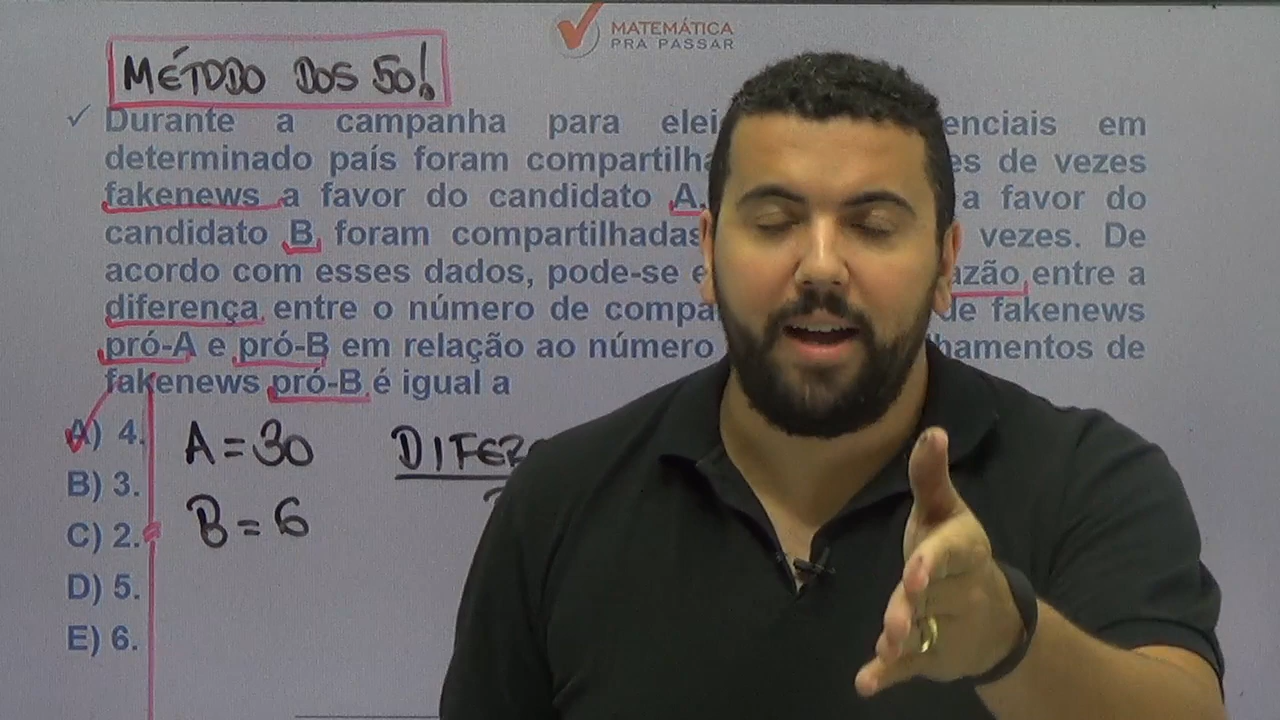 MATEMÁTICA
PRA PASSAR
MÉTODO DOS 50!
✓ Durante a campanha para elei enciais em
determinado país foram compartilha es de vezes
fakenews a favor do candidato A. a favor do
candidato B, foram compartilhadas vezes. De
acordo com esses dados, pode-se e azão entre a
diferença entre o número de compa de fakenews
pró-A e pró-B em relação ao número hamentos de
fakenews pró-B é igual a
A) 4.
B) 3.
C) 2.
D) 5.
E) 6.
A = 30
B = 6
DIFER